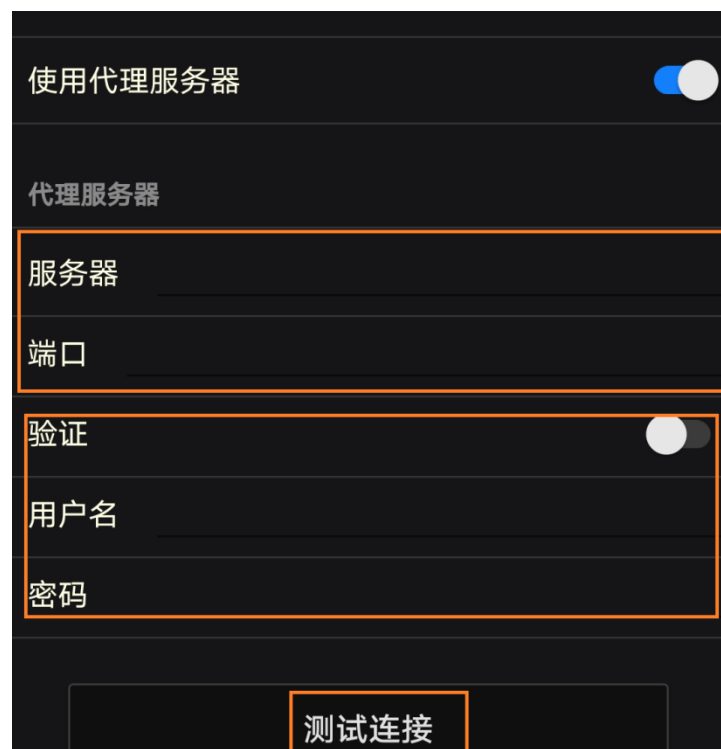 使用代理服务器
代理服务器
服务器
端口
验证
用户名
密码
测试连接